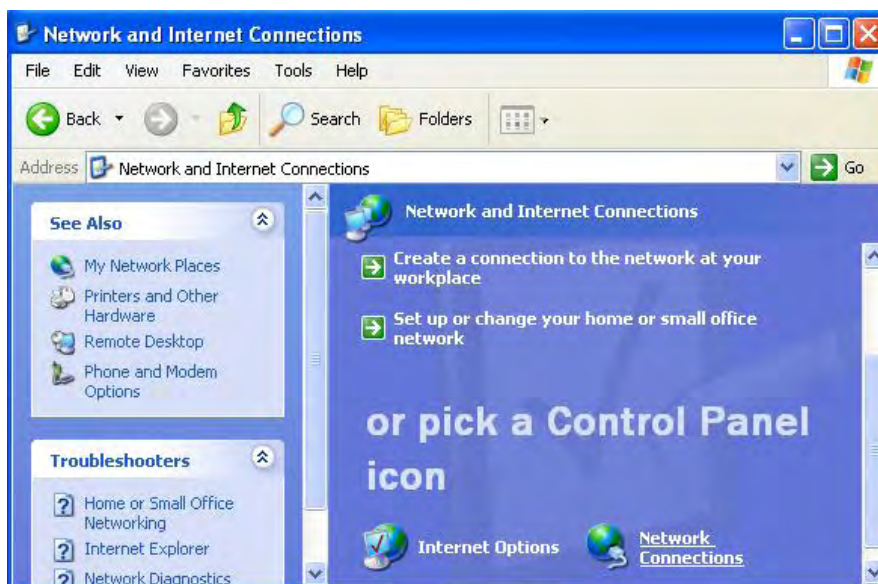 Network and Internet Connections
File Edit View Favorites Tools Help
Back Search Folders
Address Network and Internet Connections Go
See Also
My Network Places
Printers and Other
Hardware
Remote Desktop
Phone and Modem
Options
Troubleshooters
Home or Small Office
Networking
Internet Explorer
Network Diagnostics
Network and Internet Connections
Create a connection to the network at your
workplace
Set up or change your home or small office
network
or pick a Control Panel
icon
Internet Options
Network
Connections